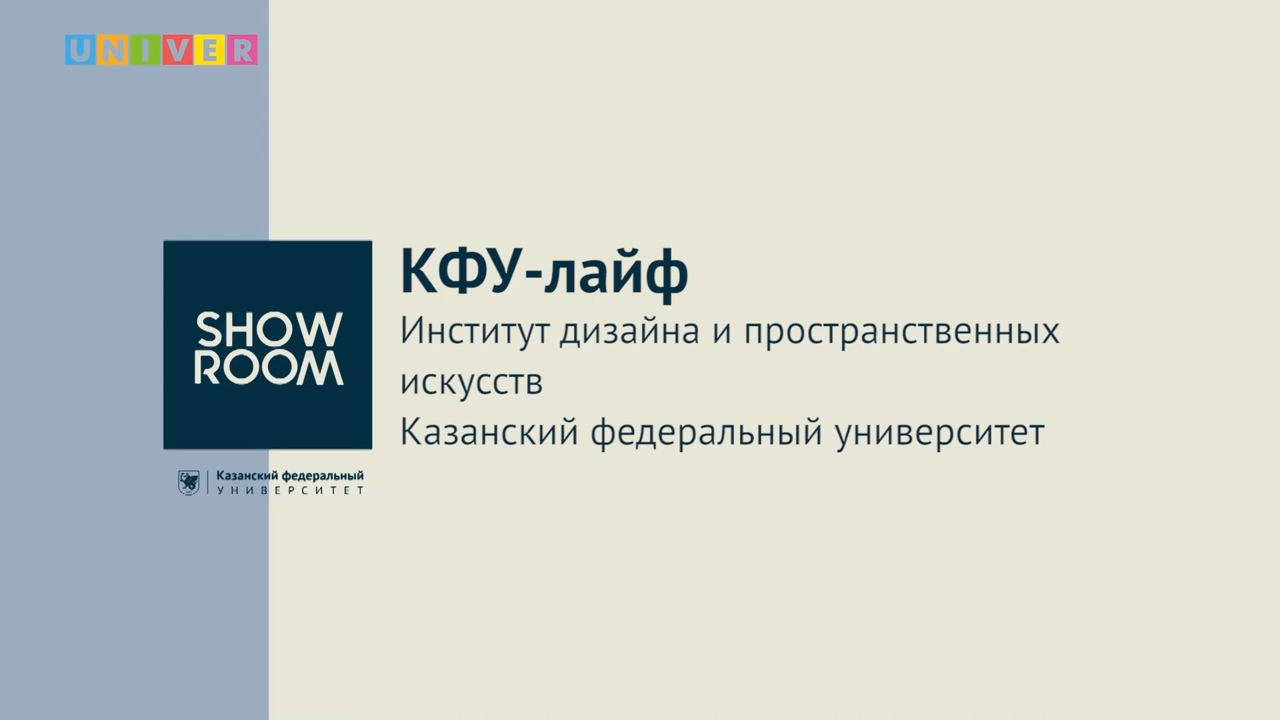 UNIVER
SHOW
ROOM
КФУ-лайф
Институт дизайна и пространственных
искусств
Казанский федеральный университет
Казанский федеральный
УНИВЕРСИТЕТ